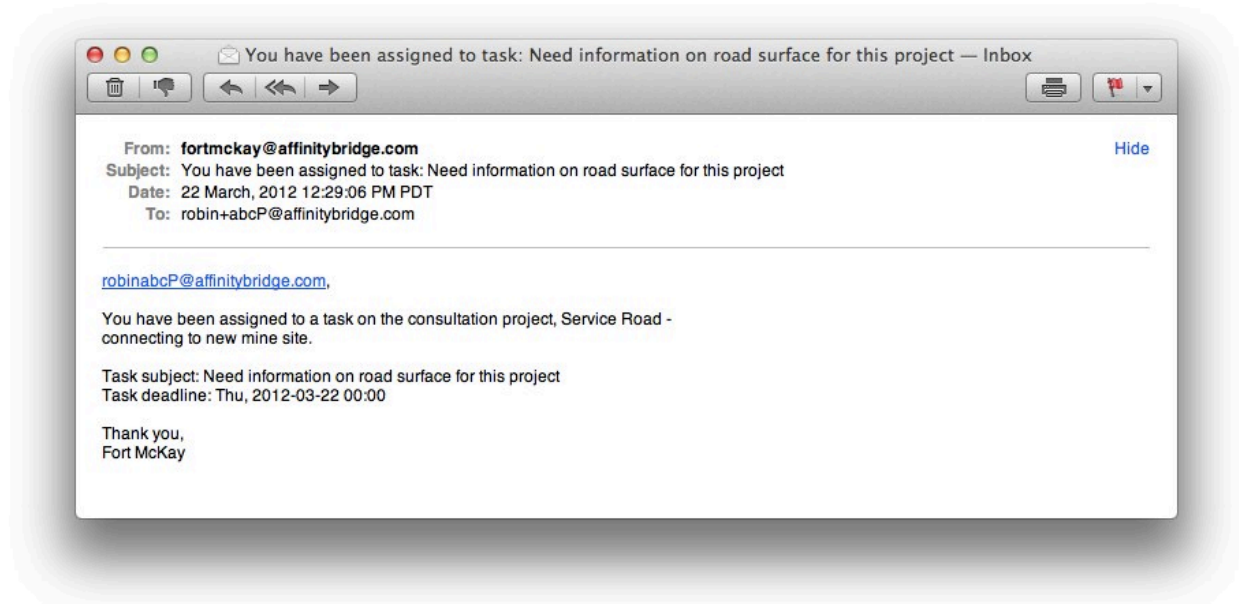 You have been assigned to task: Need information on road surface for this project — Inbox
From: fortmckay@affinitybridge.com
Hide
Subject: You have been assigned to task: Need information on road surface for this project
Date: 22 March, 2012 12:29:06 PM PDT
To: robin+abcP@affinitybridge.com
robinabcP@affinitybridge.com,
You have been assigned to a task on the consultation project, Service Road -
connecting to new mine site.
Task subject: Need information on road surface for this project
Task deadline: Thu, 2012-03-22 00:00
Thank you,
Fort McKay